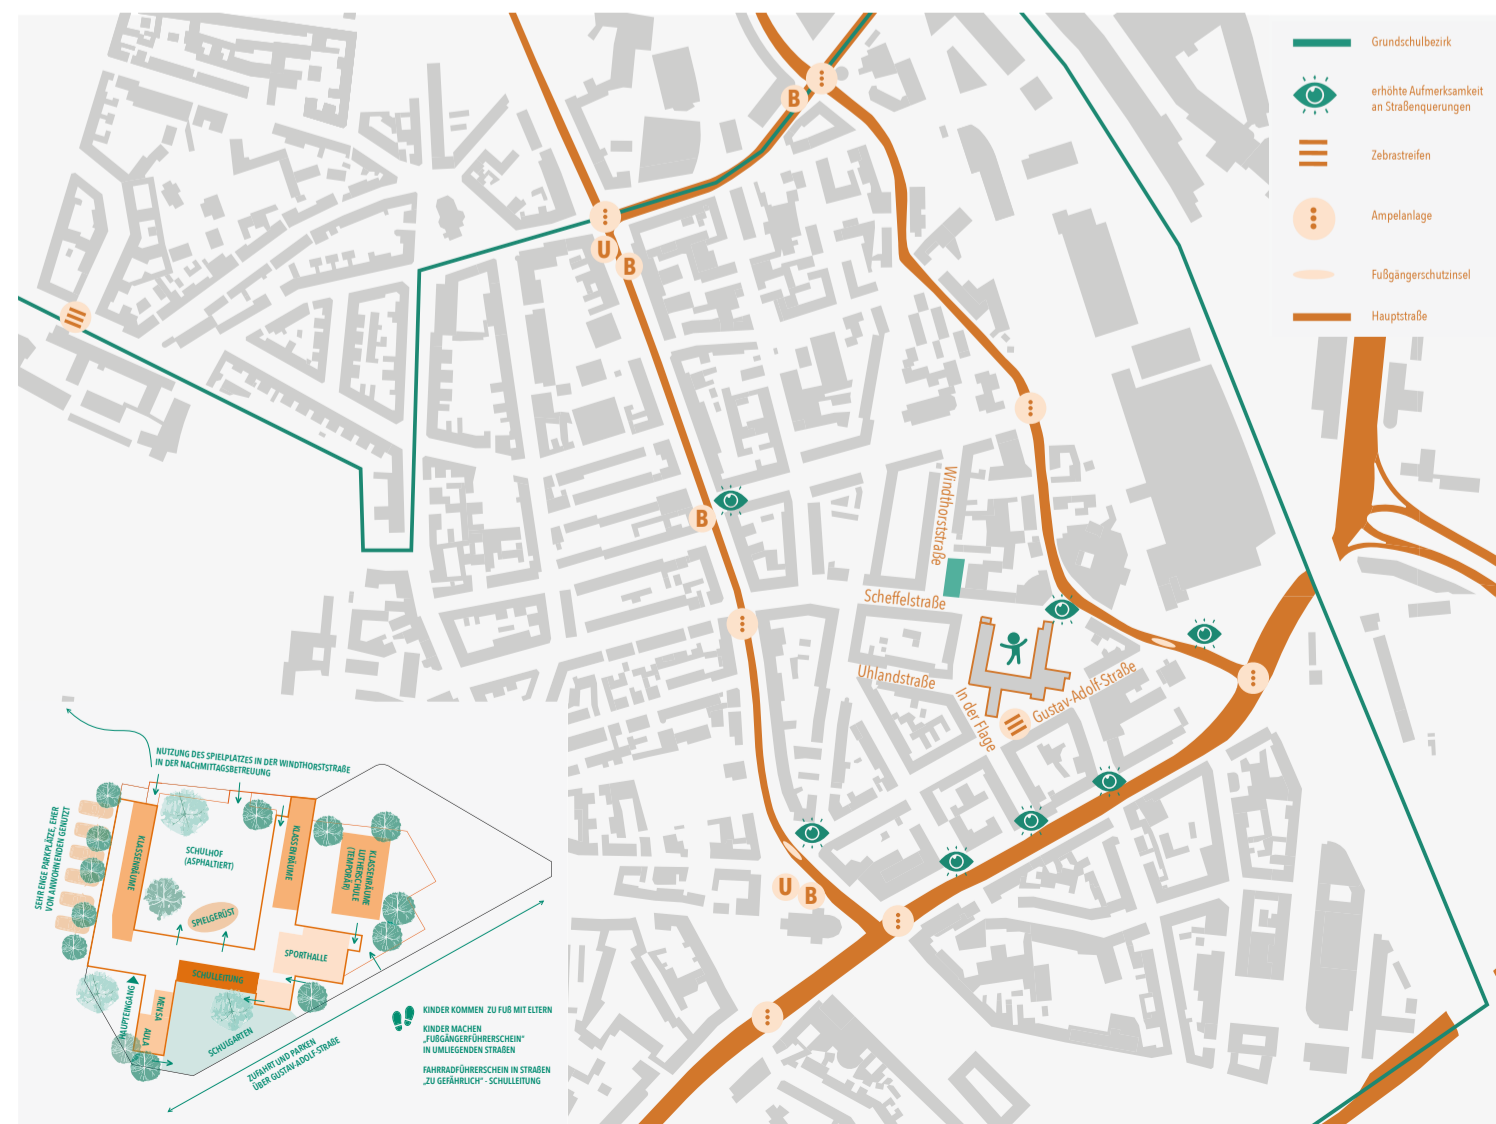 Grundschulbezirk
erhöhte Aufmerksamkeit
an Straßenquerungen
Zebrastreifen
Ampelanlage
Fußgängerschutzinsel
Hauptstraße
B
U
B
B
U
B
Windthorststraße
Scheffelstraße
Uhlandstraße
In der Flage
Gustav-Adolf-Straße
NUTZUNG DES SPIELPLATZES IN DER WINDTHORSTSTRAßE
IN DER NACHMITTAGSBETREUUNG
SEHR ENGE PARKPLÄTZE, EHER
VON ANWOHNENDEN GENUTZT
KLASSENRÄUME
SCHULHOF
(ASPHALTIERT)
KLASSENRÄUME
KLASSENRÄUME
LUTHERSCHULE
(TEMPORÄR)
SPIELGERÜST
SPORTHALLE
SCHULLEITUNG
HAUPTEINGANG
MENSA
AULA
SCHULGARTEN
ZUFAHRT UND PARKEN
ÜBER GUSTAV-ADOLF-STRAßE
KINDER KOMMEN ZU FUß MIT ELTERN
KINDER MACHEN
„FUßGÄNGERFÜHRERSCHEIN“
IN UMLIEGENDEN STRAßEN
FAHRRADFÜHRERSCHEIN IN STRAßEN
„ZU GEFÄHRLICH“ - SCHULLEITUNG